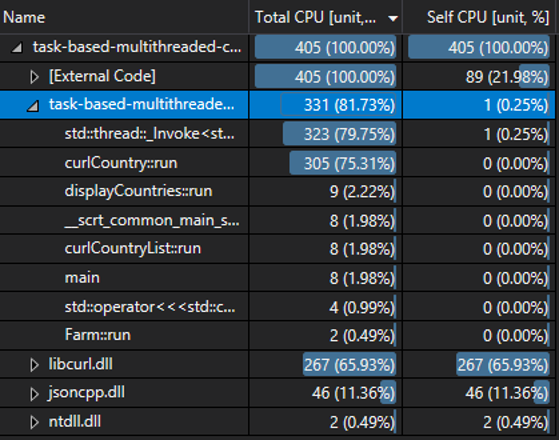 Name Total CPU [unit,... Self CPU [unit, %]
task-based-multithreaded-c... 405 (100.00%) 405 (100.00%)
[External Code] 405 (100.00%) 89 (21.98%)
task-based-multithreade... 331 (81.73%) 1 (0.25%)
std::thread::_Invoke<st... 323 (79.75%) 1 (0.25%)
curlCountry::run 305 (75.31%) 0 (0.00%)
displayCountries::run 9 (2.22%) 0 (0.00%)
__scrt_common_main_s... 8 (1.98%) 0 (0.00%)
curlCountryList::run 8 (1.98%) 0 (0.00%)
main 8 (1.98%) 0 (0.00%)
std::operator<<<std::c... 4 (0.99%) 0 (0.00%)
Farm::run 2 (0.49%) 0 (0.00%)
libcurl.dll 267 (65.93%) 267 (65.93%)
jsoncpp.dll 46 (11.36%) 46 (11.36%)
ntdll.dll 2 (0.49%) 2 (0.49%)